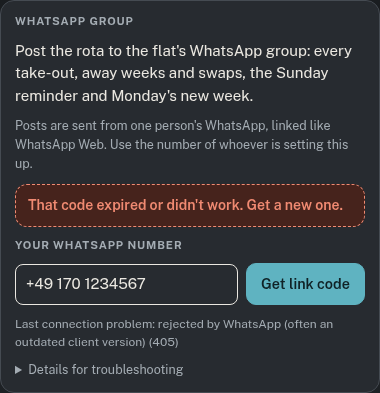 WHATSAPP GROUP
Post the rota to the flat's WhatsApp group: every
take-out, away weeks and swaps, the Sunday
reminder and Monday's new week.
Posts are sent from one person's WhatsApp, linked like
WhatsApp Web. Use the number of whoever is setting this
up.
That code expired or didn't work. Get a new one.
YOUR WHATSAPP NUMBER
+49 170 1234567
Get link code
Last connection problem: rejected by WhatsApp (often an
outdated client version) (405)
Details for troubleshooting